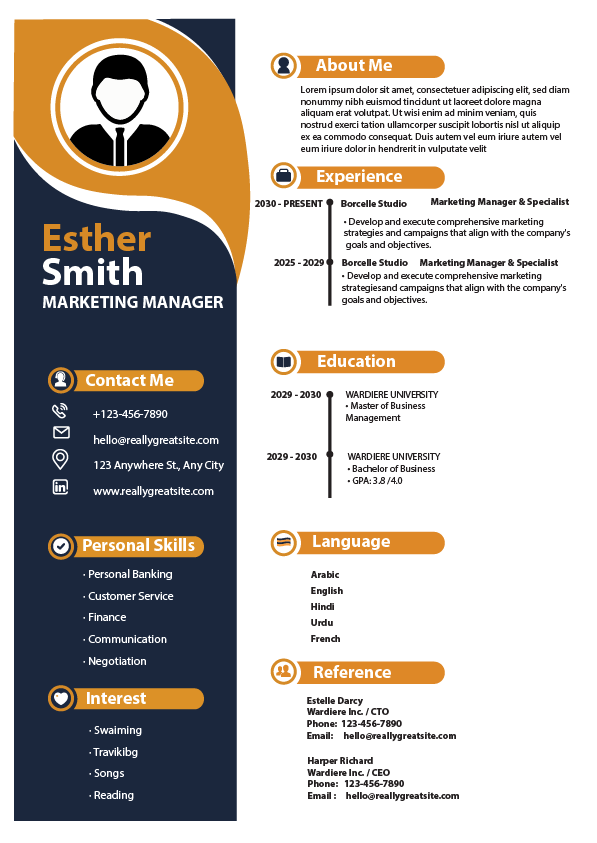 Esther
Smith
MARKETING MANAGER
Contact Me
+123-456-7890
hello@reallygreatsite.com
123 Anywhere St., Any City
in
www.reallygreatsite.com
Personal Skills
· Personal Banking
· Customer Service
· Finance
· Communication
· Negotiation
Interest
· Swaiming
· Travikibg
· Songs
· Reading
About Me
Lorem ipsum dolor sit amet, consectetuer adipiscing elit, sed diam
nonummy nibh euismod tincidunt ut laoreet dolore magna
aliquam erat volutpat. Ut wisi enim ad minim veniam, quis
nostrud exerci tation ullamcorper suscipit lobortis nisl ut aliquip
ex ea commodo consequat. Duis autem vel eum iriure autem vel
eum iriure dolor in hendrerit in vulputate velit
Experience
2030 - PRESENT Borcelle Studio Marketing Manager & Specialist
• Develop and execute comprehensive marketing
strategies and campaigns that align with the company's
goals and objectives.
2025 - 2029 Borcelle Studio Marketing Manager & Specialist
• Develop and execute comprehensive marketing
strategiesand campaigns that align with the company's
goals and objectives.
Education
2029 - 2030 WARDIERE UNIVERSITY
• Master of Business
Management
2029 - 2030 WARDIERE UNIVERSITY
• Bachelor of Business
• GPA: 3.8 /4.0
Language
Arabic
English
Hindi
Urdu
French
Reference
Estelle Darcy
Wardiere Inc. / CTO
Phone: 123-456-7890
Email: hello@reallygreatsite.com
Harper Richard
Wardiere Inc. / CEO
Phone: 123-456-7890
Email : hello@reallygreatsite.com